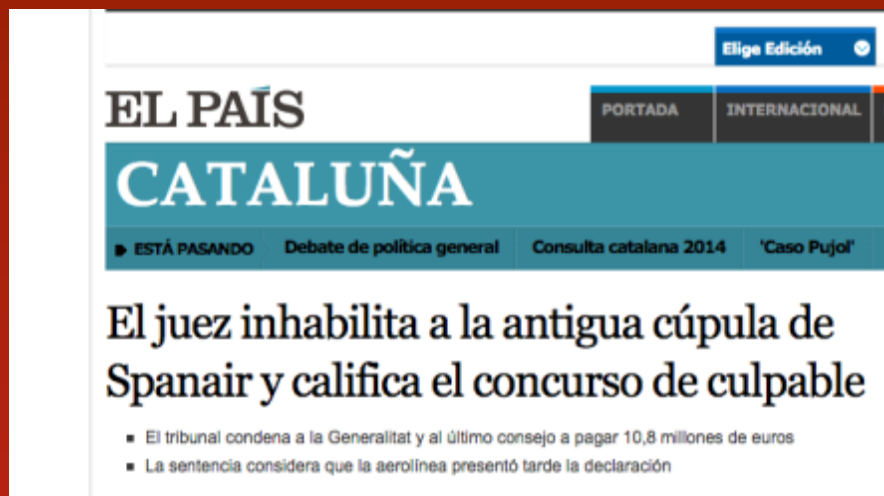 Elige Edición
EL PAÍS
PORTADA INTERNACIONAL
CATALUÑA
ESTÁ PASANDO Debate de política general Consulta catalana 2014 'Caso Pujol'
El juez inhabilita a la antigua cúpula de
Spanair y califica el concurso de culpable
El tribunal condena a la Generalitat y al último consejo a pagar 10,8 millones de euros
La sentencia considera que la aerolínea presentó tarde la declaración